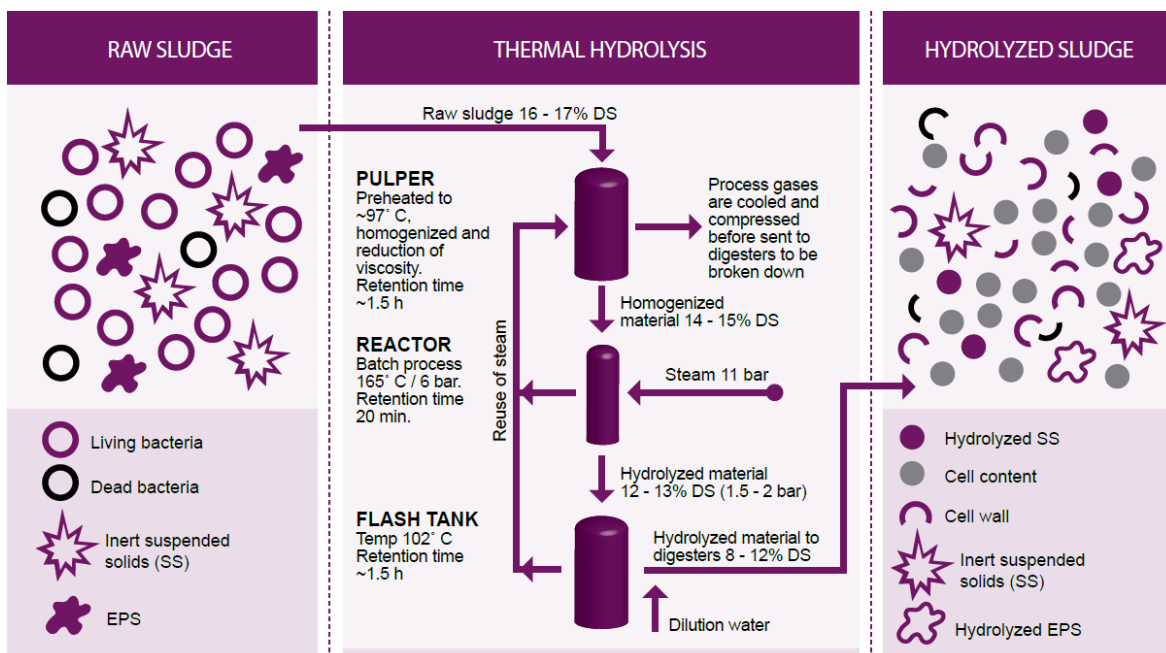 RAW SLUDGE
THERMAL HYDROLYSIS
HYDROLYZED SLUDGE
Raw sludge 16 - 17% DS
PULPER
Preheated to
~97˚ C,
homogenized and
reduction of
viscosity.
Retention time
~1.5 h
Process gases
are cooled and
compressed
before sent to
digesters to be
broken down
Homogenized
material 14 - 15% DS
REACTOR
Batch process
165˚ C / 6 bar.
Retention time
20 min.
Reuse of steam
Steam 11 bar
Hydrolyzed material
12 - 13% DS (1.5 - 2 bar)
FLASH TANK
Temp 102˚ C
Retention time
~1.5 h
Hydrolyzed material to
digesters 8 - 12% DS
Dilution water
Living bacteria
Dead bacteria
Inert suspended
solids (SS)
EPS
Hydrolyzed SS
Cell content
Cell wall
Inert suspended
solids (SS)
Hydrolyzed EPS